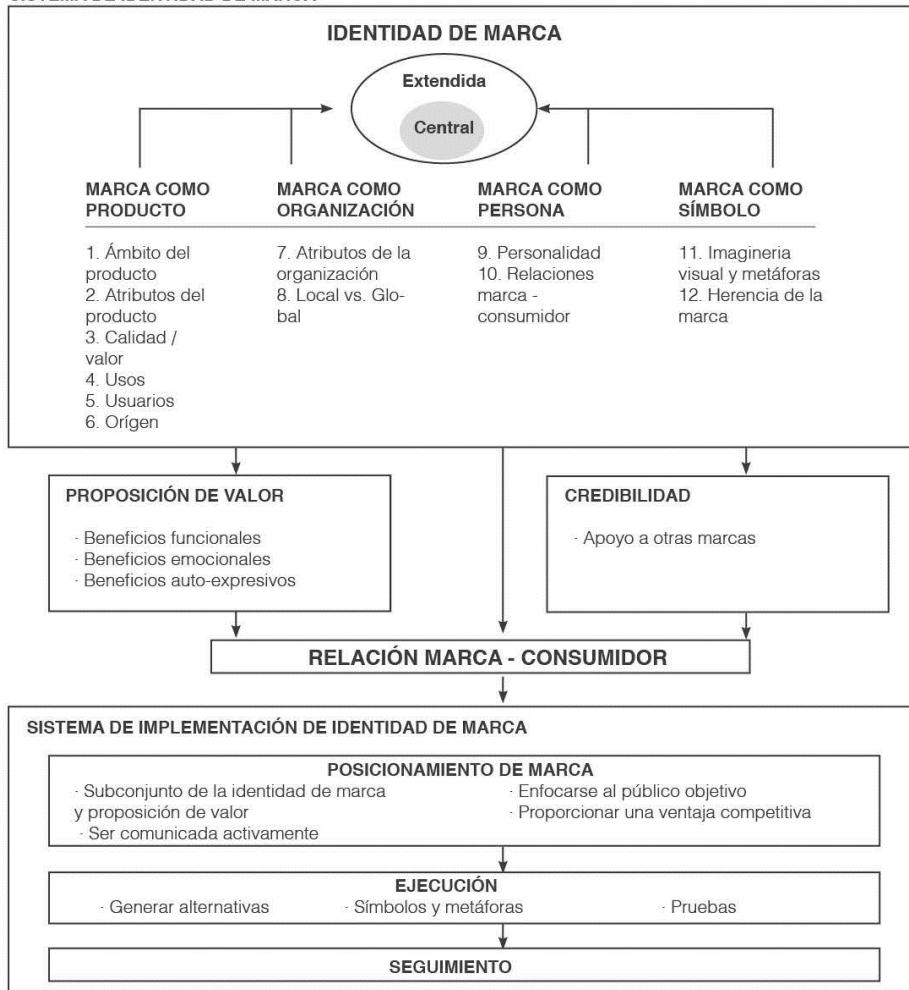 SISTEMA DE IDENTIDAD DE MARCA
IDENTIDAD DE MARCA
Extendida
Central
MARCA COMO
PRODUCTO
1. Ámbito del
producto
2. Atributos del
producto
3. Calidad /
valor
4. Usos
5. Usuarios
6. Orígen
MARCA COMO
ORGANIZACIÓN
7. Atributos de la
organización
8. Local vs. Glo-
bal
MARCA COMO
PERSONA
9. Personalidad
10. Relaciones
marca -
consumidor
MARCA COMO
SÍMBOLO
11. Imagineria
visual y metáforas
12. Herencia de la
marca
PROPOSICIÓN DE VALOR
· Beneficios funcionales
· Beneficios emocionales
· Beneficios auto-expresivos
CREDIBILIDAD
· Apoyo a otras marcas
RELACIÓN MARCA - CONSUMIDOR
SISTEMA DE IMPLEMENTACIÓN DE IDENTIDAD DE MARCA
POSICIONAMIENTO DE MARCA
· Subconjunto de la identidad de marca
y proposición de valor
· Ser comunicada activamente
· Enfocarse al público objetivo
· Proporcionar una ventaja competitiva
EJECUCIÓN
· Generar alternativas
· Símbolos y metáforas
· Pruebas
SEGUIMIENTO